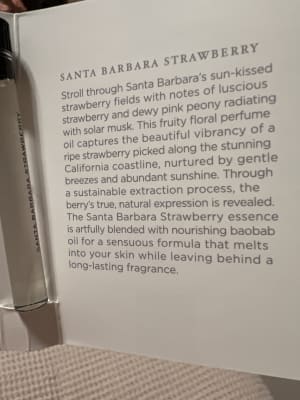 SANTA BARBARA STRAWBERRY
Stroll through Santa Barbara's sun-kissed
strawberry fields with notes of luscious
strawberry and dewy pink peony radiating
with solar musk. This fruity floral perfume
oil captures the beautiful vibrancy of a
ripe strawberry picked along the stunning
California coastline, nurtured by gentle
breezes and abundant sunshine. Through
a sustainable extraction process, the
berry's true, natural expression is revealed.
The Santa Barbara Strawberry essence
is artfully blended with nourishing baobab
oil for a sensuous formula that melts
into your skin while leaving behind a
long-lasting fragrance.
SANTA BARBARA STRAWBERRY